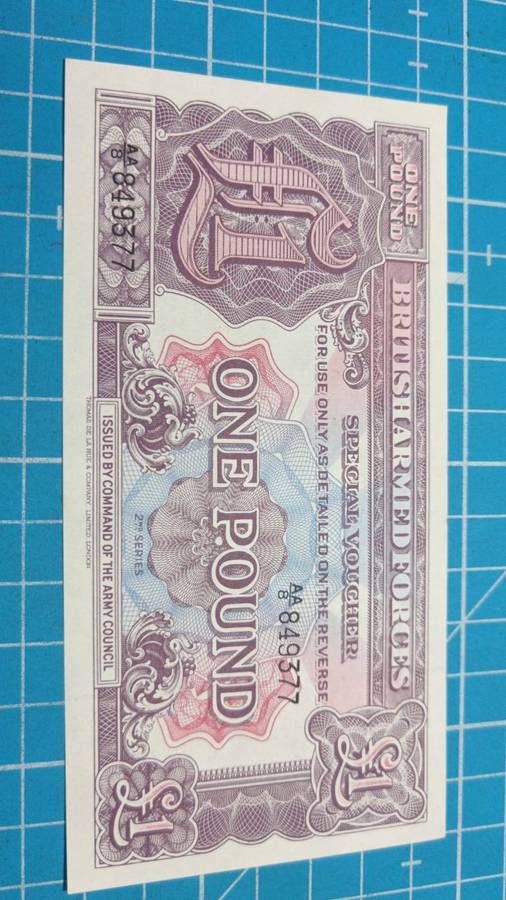 ONE
POUND
BRITISH ARMED FORCES
£1
SPECIAL VOUCHER
FOR USE ONLY AS DETAILED ON THE REVERSE
AA/8 849377
£1
ONE POUND
2ND SERIES
AA/8 849377
ISSUED BY COMMAND OF THE ARMY COUNCIL
£1
THOMAS DE LA RUE & COMPANY, LIMITED, LONDON